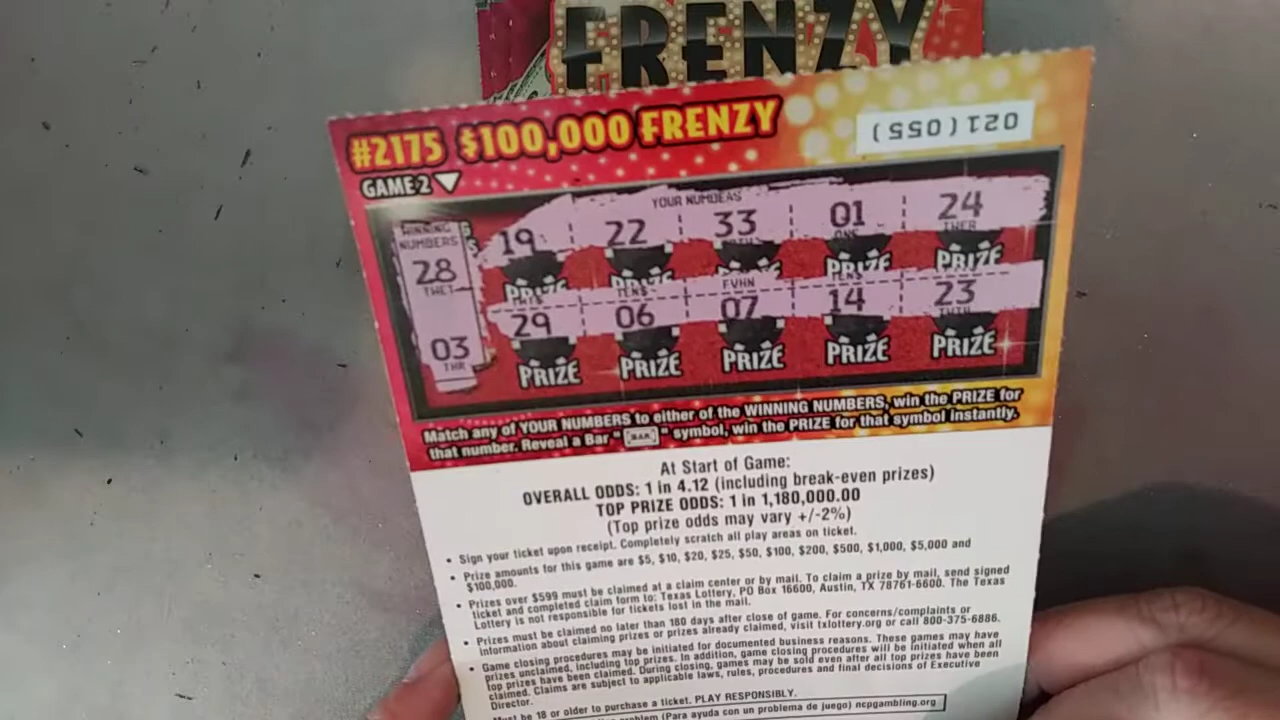 FRENZY
#2175 $100,000 FRENZY
021(055)
GAME 2
YOUR NUMBERS
WINNING
NUMBERS
19 22 33 01 24
28
PRIZE PRIZE PRIZE PRIZE PRIZE
29 06 07 14 23
03
THR
PRIZE PRIZE PRIZE PRIZE PRIZE
Match any of YOUR NUMBERS to either of the WINNING NUMBERS, win the PRIZE for
that number. Reveal a Bar "BAR" symbol, win the PRIZE for that symbol instantly.
At Start of Game:
OVERALL ODDS: 1 in 4.12 (including break-even prizes)
TOP PRIZE ODDS: 1 in 1,180,000.00
(Top prize odds may vary +/-2%)
• Sign your ticket upon receipt. Completely scratch all play areas on ticket.
• Prize amounts for this game are $5, $10, $20, $25, $50, $100, $200, $500, $1,000, $5,000 and
$100,000.
• Prizes over $599 must be claimed at a claim center or by mail. To claim a prize by mail, send signed
ticket and completed claim form to: Texas Lottery, PO Box 16600, Austin, TX 78761-6600. The Texas
Lottery is not responsible for tickets lost in the mail.
• Prizes must be claimed no later than 180 days after close of game. For concerns/complaints or
information about claiming prizes or prizes already claimed, visit txlottery.org or call 800-375-6886.
• Game closing procedures may be initiated for documented business reasons. These games may have
prizes unclaimed, including top prizes. In addition, game closing procedures will be initiated when all
top prizes have been claimed. During closing, games may be sold even after all top prizes have been
claimed. Claims are subject to applicable laws, rules, procedures and final decisions of Executive
Director.
Must be 18 or older to purchase a ticket. PLAY RESPONSIBLY.
problem (Para ayuda con un problema de juego) ncpgambling.org